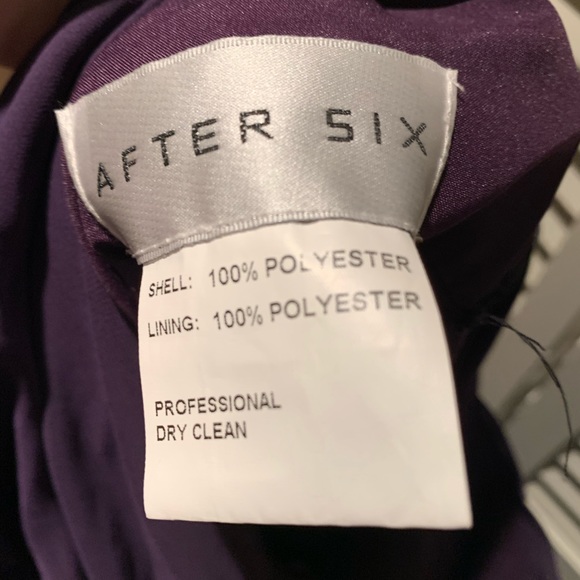 AFTER SIX
SHELL: 100% POLYESTER
LINING: 100% POLYESTER
PROFESSIONAL
DRY CLEAN